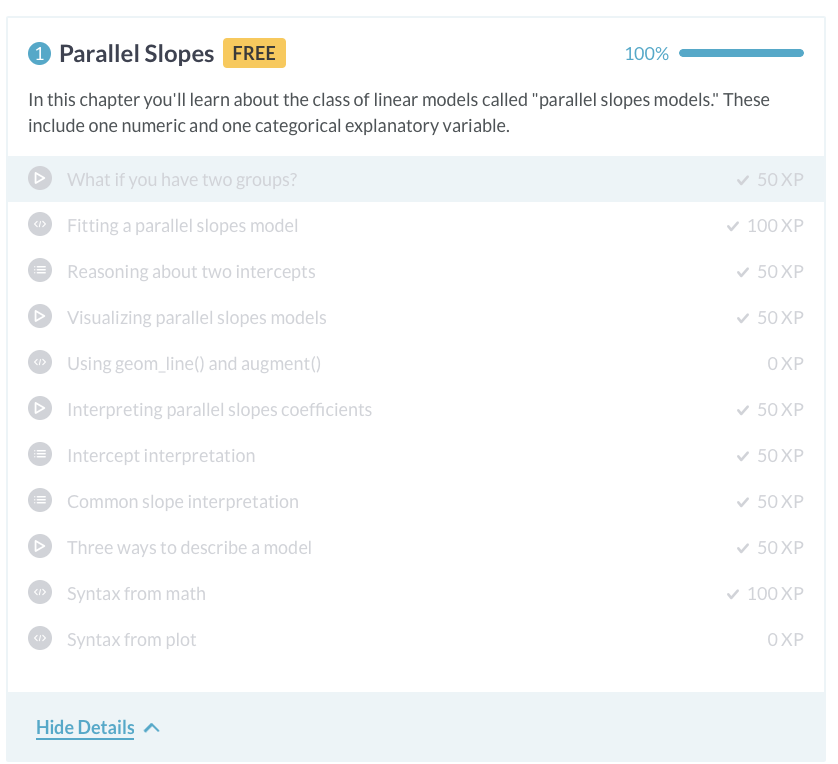 1 Parallel Slopes FREE 100%
In this chapter you'll learn about the class of linear models called "parallel slopes models." These
include one numeric and one categorical explanatory variable.
What if you have two groups? 50 XP
Fitting a parallel slopes model 100 XP
Reasoning about two intercepts 50 XP
Visualizing parallel slopes models 50 XP
Using geom_line() and augment() 0 XP
Interpreting parallel slopes coefficients 50 XP
Intercept interpretation 50 XP
Common slope interpretation 50 XP
Three ways to describe a model 50 XP
Syntax from math 100 XP
Syntax from plot 0 XP
Hide Details